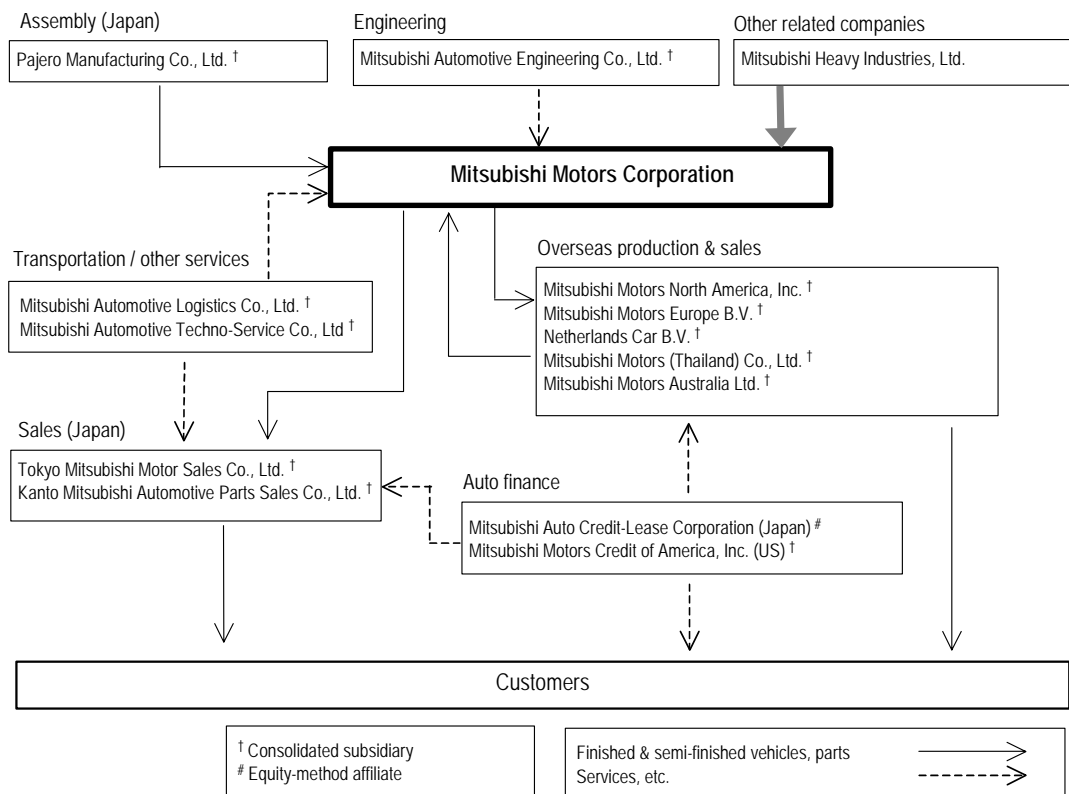 Assembly (Japan)
Pajero Manufacturing Co., Ltd. †
Engineering
Mitsubishi Automotive Engineering Co., Ltd. †
Other related companies
Mitsubishi Heavy Industries, Ltd.
Mitsubishi Motors Corporation
Transportation / other services
Mitsubishi Automotive Logistics Co., Ltd. †
Mitsubishi Automotive Techno-Service Co., Ltd †
Overseas production & sales
Mitsubishi Motors North America, Inc. †
Mitsubishi Motors Europe B.V. †
Netherlands Car B.V. †
Mitsubishi Motors (Thailand) Co., Ltd. †
Mitsubishi Motors Australia Ltd. †
Sales (Japan)
Tokyo Mitsubishi Motor Sales Co., Ltd. †
Kanto Mitsubishi Automotive Parts Sales Co., Ltd. †
Auto finance
Mitsubishi Auto Credit-Lease Corporation (Japan) #
Mitsubishi Motors Credit of America, Inc. (US) †
Customers
† Consolidated subsidiary
# Equity-method affiliate
Finished & semi-finished vehicles, parts
Services, etc.